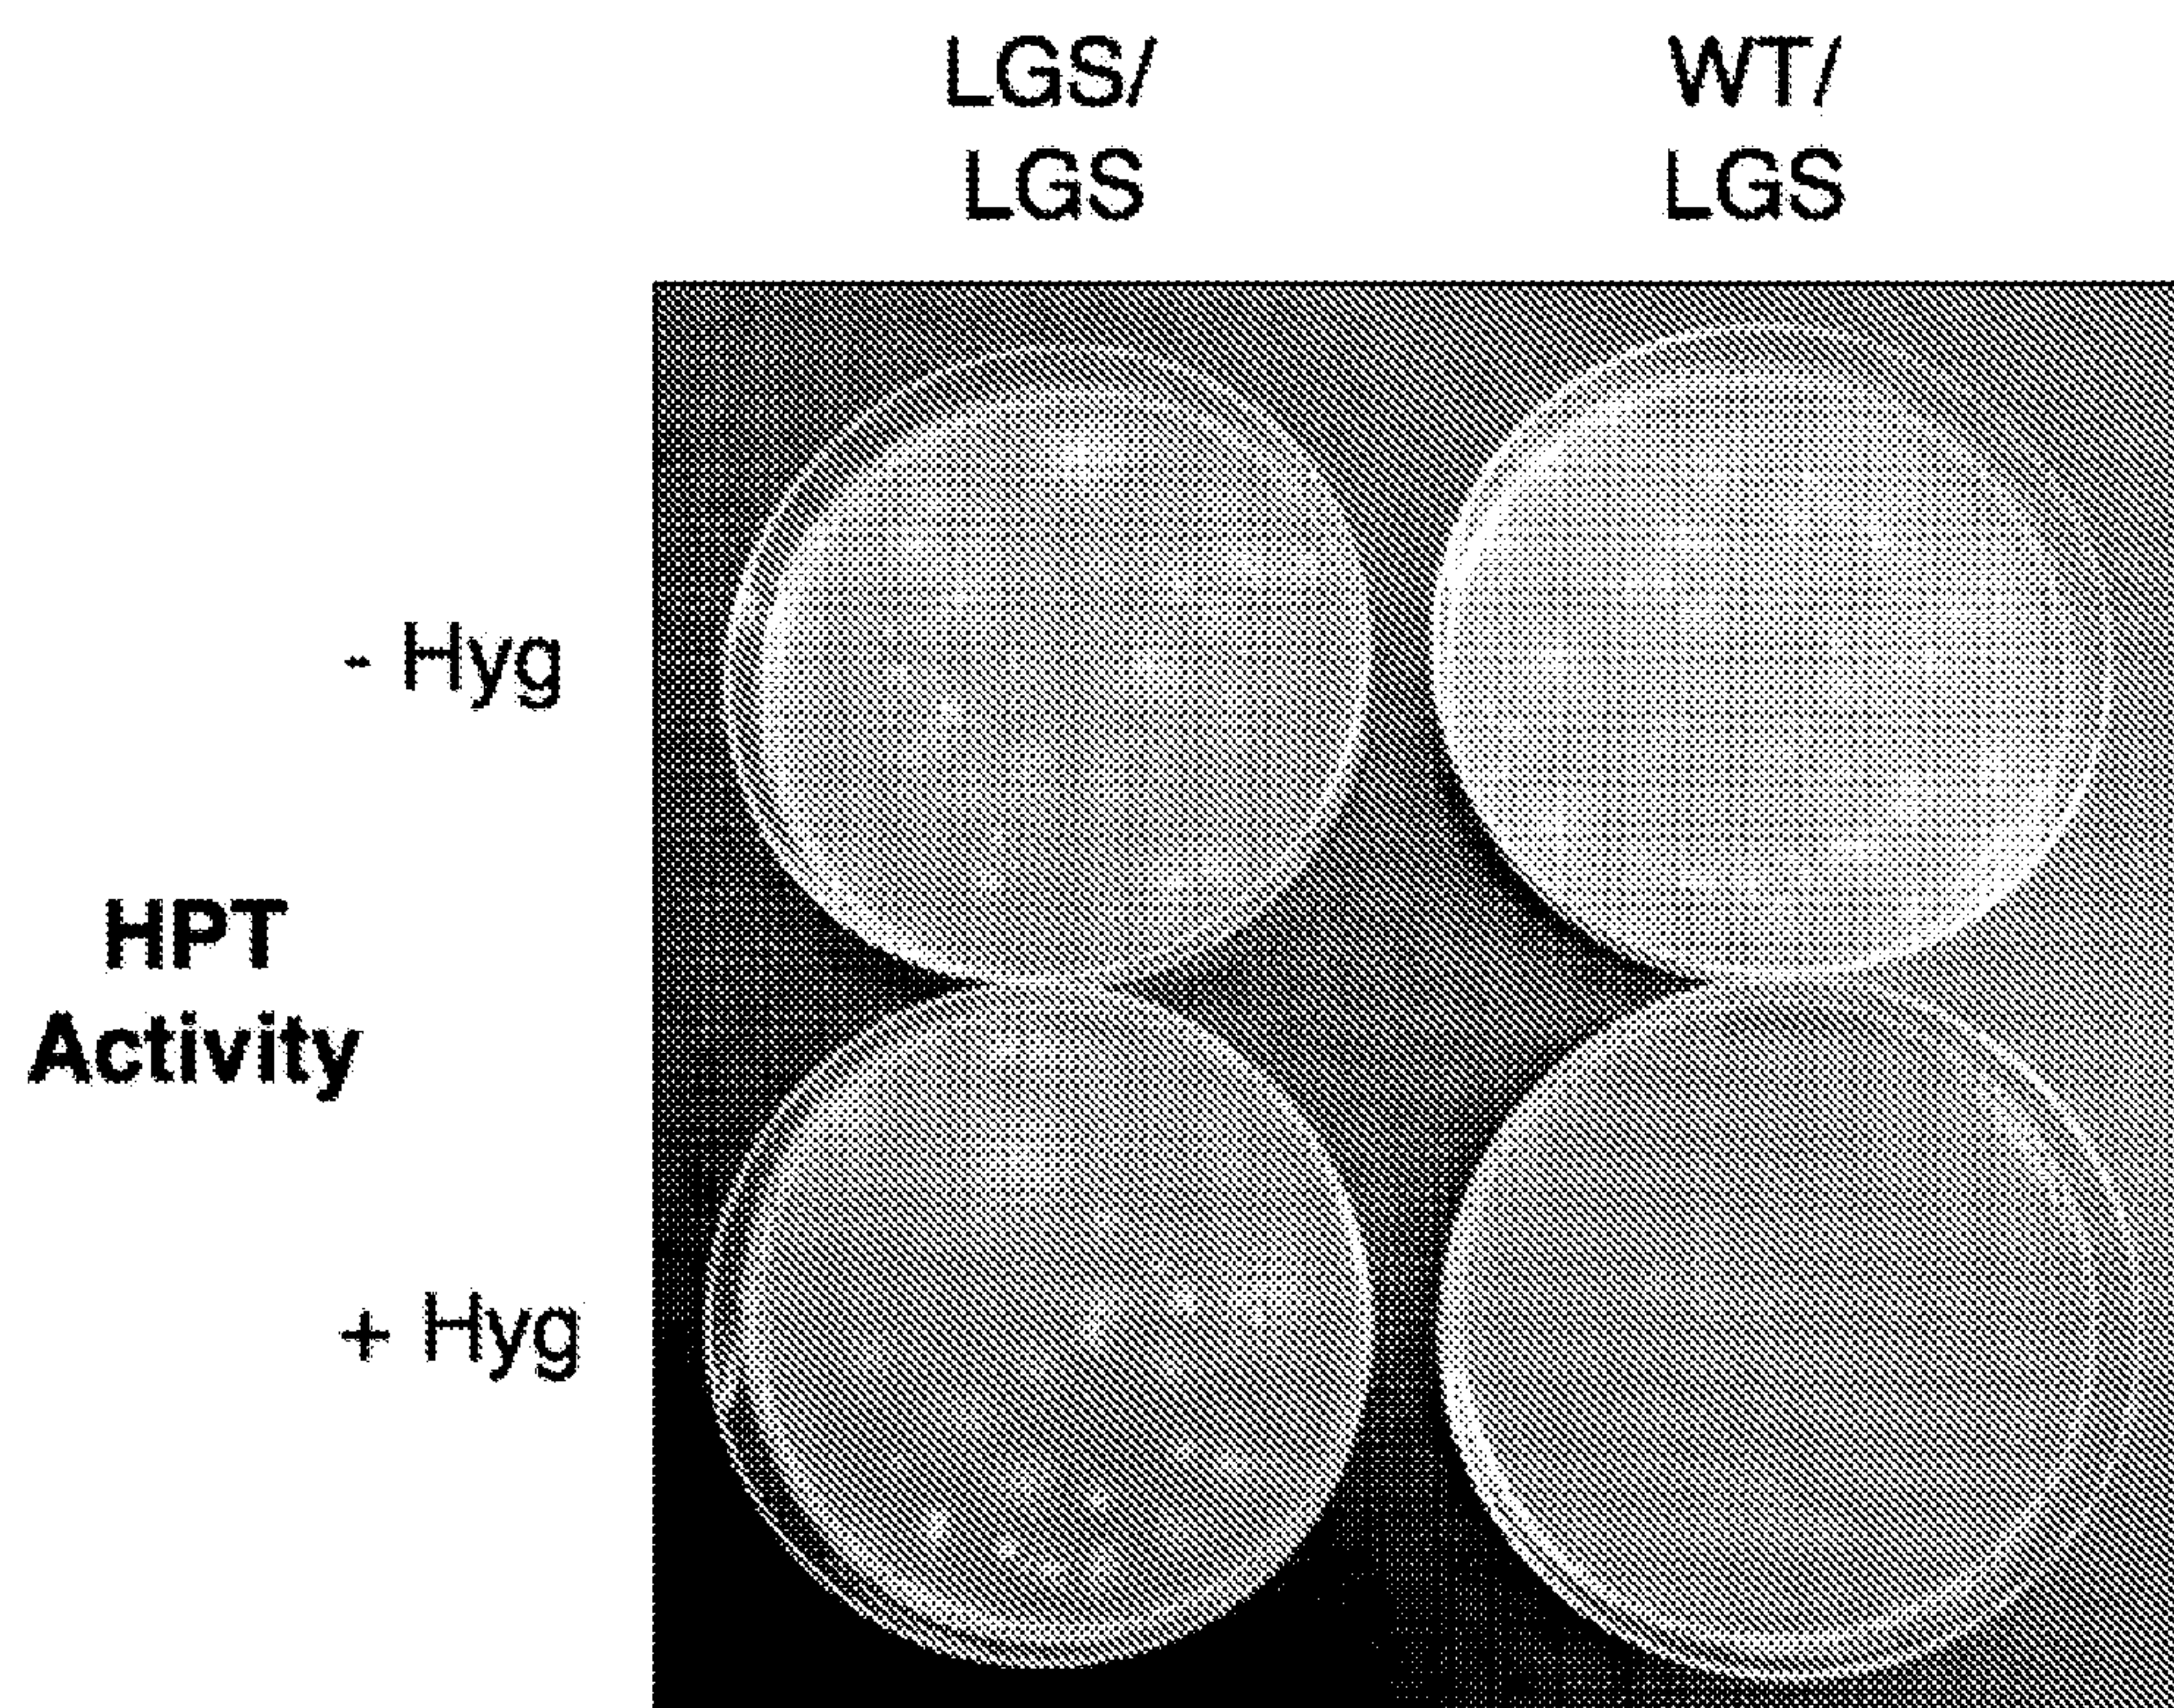 LGS/
LGS
WT/
LGS
- Hyg
HPT
Activity
+ Hyg